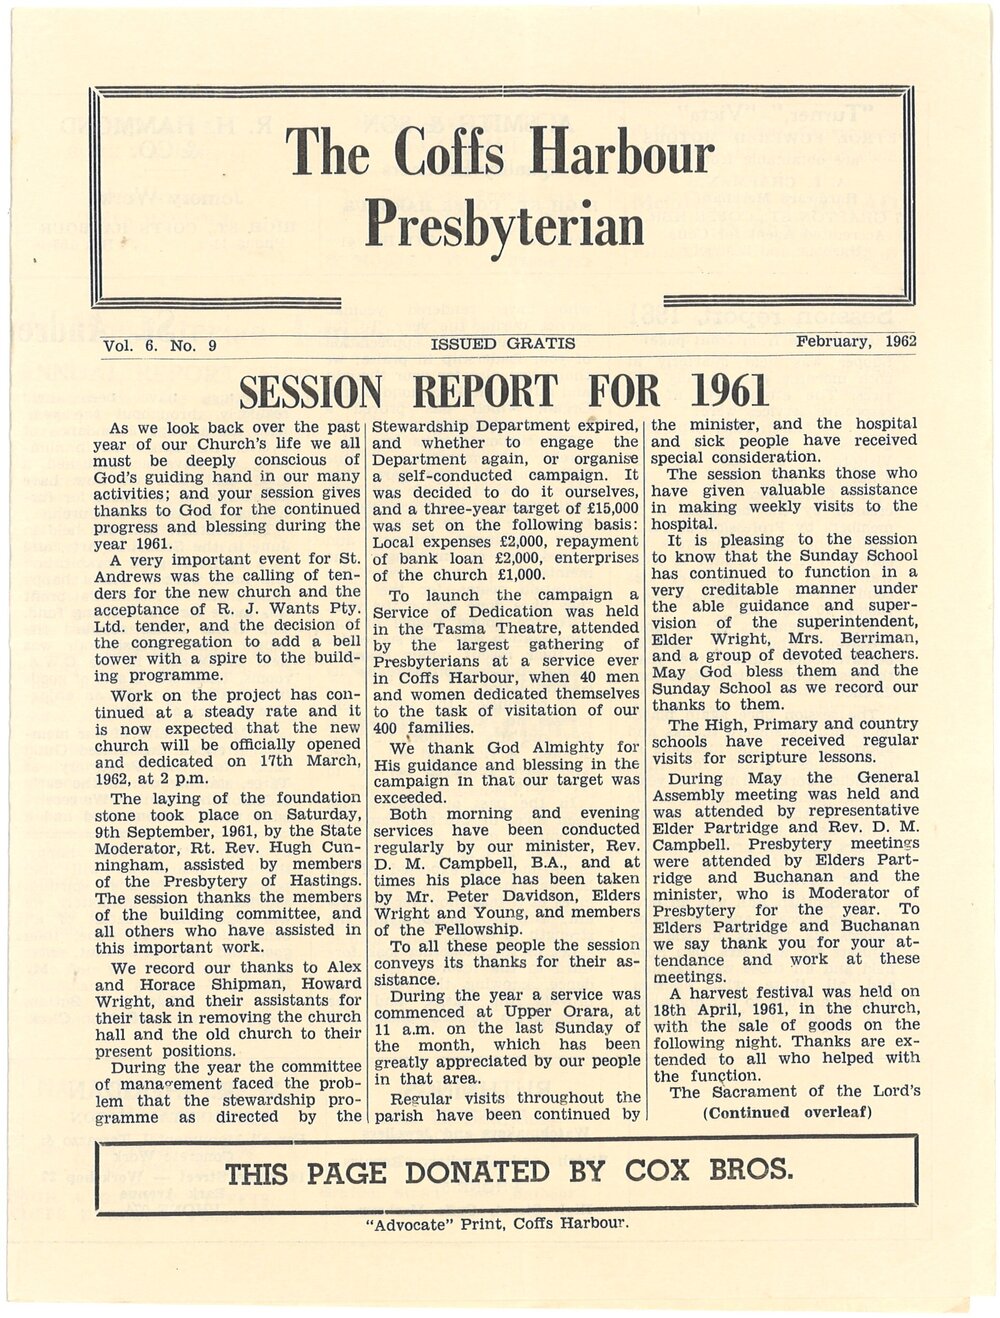 The Coffs Harbour
Presbyterian
Vol. 6. No. 9
ISSUED GRATIS
February, 1962
SESSION REPORT FOR 1961
As we look back over the past
year of our Church's life we all
must be deeply conscious of
God's guiding hand in our many
activities; and your session gives
thanks to God for the continued
progress and blessing during the
year 1961.
A very important event for St.
Andrews was the calling of ten-
ders for the new church and the
acceptance of R. J. Wants Pty.
Ltd. tender, and the decision of
the congregation to add a bell
tower with a spire to the build-
ing programme.
Work on the project has con-
tinued at a steady rate and it
is now expected that the new
church will be officially opened
and dedicated on 17th March,
1962, at 2 p.m.
The laying of the foundation
stone took place on Saturday,
9th September, 1961, by the State
Moderator, Rt. Rev. Hugh Cun-
ningham, assisted by members
of the Presbytery of Hastings.
The session thanks the members
of the building committee, and
all others who have assisted in
this important work.
We record our thanks to Alex
and Horace Shipman, Howard
Wright, and their assistants for
their task in removing the church
hall and the old church to their
present positions.
During the year the committee
of management faced the prob-
lem that the stewardship pro-
gramme as directed by the
Stewardship Department expired,
and whether to engage the
Department again, or organise
a self-conducted campaign. It
was decided to do it ourselves,
and a three-year target of £15,000
was set on the following basis:
Local expenses £2,000, repayment
of bank loan £2,000, enterprises
of the church £1,000.
To launch the campaign a
Service of Dedication was held
in the Tasma Theatre, attended
by the largest gathering of
Presbyterians at a service ever
in Coffs Harbour, when 40 men
and women dedicated themselves
to the task of visitation of our
400 families.
We thank God Almighty for
His guidance and blessing in the
campaign in that our target was
exceeded.
Both morning and evening
services have been conducted
regularly by our minister, Rev.
D. M. Campbell, B.A., and at
times his place has been taken
by Mr. Peter Davidson, Elders
Wright and Young, and members
of the Fellowship.
To all these people the session
conveys its thanks for their as-
sistance.
During the year a service was
commenced at Upper Orara, at
11 a.m. on the last Sunday of
the month, which has been
greatly appreciated by our people
in that area.
Regular visits throughout the
parish have been continued by
the minister, and the hospital
and sick people have received
special consideration.
The session thanks those who
have given valuable assistance
in making weekly visits to the
hospital.
It is pleasing to the session
to know that the Sunday School
has continued to function in a
very creditable manner under
the able guidance and super-
vision of the superintendent,
Elder Wright, Mrs. Berriman,
and a group of devoted teachers.
May God bless them and the
Sunday School as we record our
thanks to them.
The High, Primary and country
schools have received regular
visits for scripture lessons.
During May the General
Assembly meeting was held and
was attended by representative
Elder Partridge and Rev. D. M.
Campbell. Presbytery meetings
were attended by Elders Part-
ridge and Buchanan and the
minister, who is Moderator of
Presbytery for the year. To
Elders Partridge and Buchanan
we say thank you for your at-
tendance and work at these
meetings.
A harvest festival was held on
18th April, 1961, in the church,
with the sale of goods on the
following night. Thanks are ex-
tended to all who helped with
the function.
The Sacrament of the Lord's
(Continued overleaf)
THIS PAGE DONATED BY COX BROS.
"Advocate" Print, Coffs Harbour.